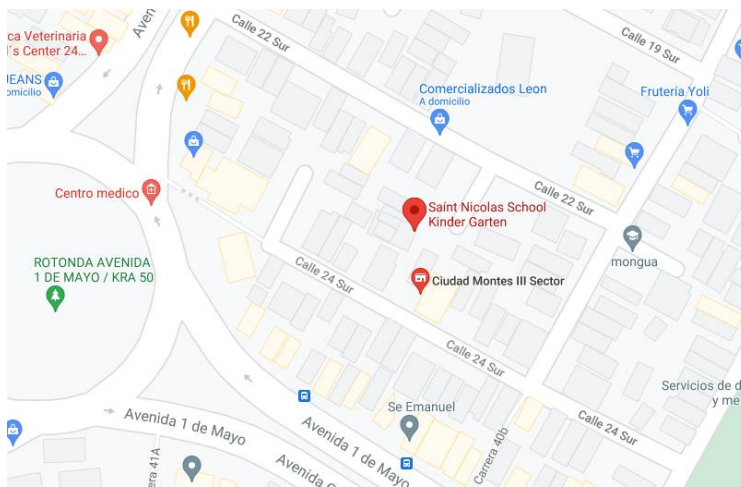 Calle 22 Sur
ca Veterinaria
l´s Center 24...
Aven
Calle 19 Sur
JEANS
omicilio
Comercializados Leon
A domicilio
Frutería Yoli
Centro medico
Calle 22 Sur
Saínt Nicolas School
Kinder Garten
mongua
ROTONDA AVENIDA
1 DE MAYO / KRA 50
Calle 24 Sur
Ciudad Montes III Sector
Calle 24 Sur
Servicios de d
y me
Se Emanuel
Avenida 1 de Mayo
Avenida 1 de Mayo
Calle 24 Sur
Carrera 40b
era 41A
Avenida